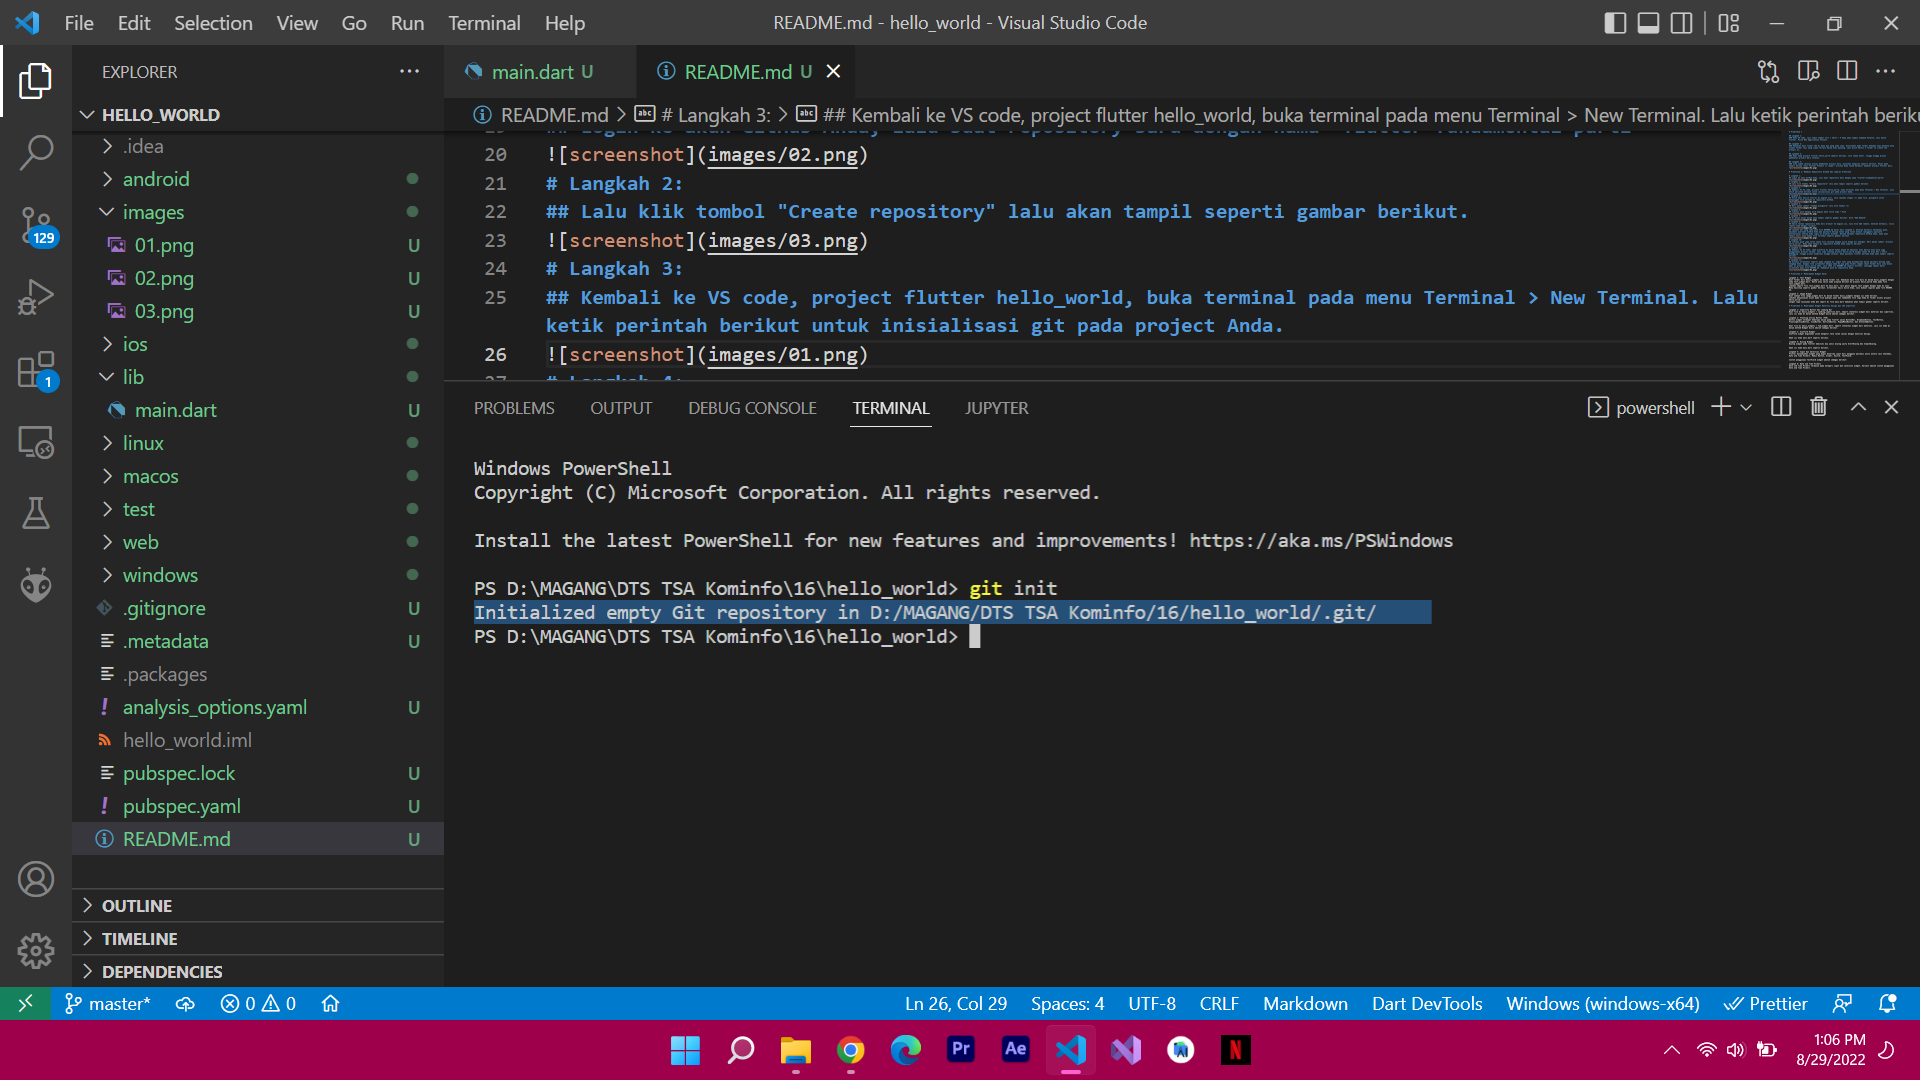 File Edit Selection View Go Run Terminal Help
README.md - hello_world - Visual Studio Code
EXPLORER
HELLO_WORLD
.idea
android
images
01.png U
02.png U
03.png U
ios
lib
main.dart U
linux
macos
test
web
windows
.gitignore U
.metadata U
.packages
analysis_options.yaml U
hello_world.iml
pubspec.lock U
pubspec.yaml U
README.md U
OUTLINE
TIMELINE
DEPENDENCIES
129
1
main.dart U
README.md U
README.md > # Langkah 3: > ## Kembali ke VS code, project flutter hello_world, buka terminal pada menu Terminal > New Terminal. Lalu ketik perintah beriku
20 ![screenshot](images/02.png)
21 # Langkah 2:
22 ## Lalu klik tombol "Create repository" lalu akan tampil seperti gambar berikut.
23 ![screenshot](images/03.png)
24 # Langkah 3:
25 ## Kembali ke VS code, project flutter hello_world, buka terminal pada menu Terminal > New Terminal. Lalu
ketik perintah berikut untuk inisialisasi git pada project Anda.
26 ![screenshot](images/01.png)
PROBLEMS OUTPUT DEBUG CONSOLE TERMINAL JUPYTER
powershell
Windows PowerShell
Copyright (C) Microsoft Corporation. All rights reserved.
Install the latest PowerShell for new features and improvements! https://aka.ms/PSWindows
PS D:\MAGANG\DTS TSA Kominfo\16\hello_world> git init
Initialized empty Git repository in D:/MAGANG/DTS TSA Kominfo/16/hello_world/.git/
PS D:\MAGANG\DTS TSA Kominfo\16\hello_world>
master* 0 0
Ln 26, Col 29 Spaces: 4 UTF-8 CRLF Markdown Dart DevTools Windows (windows-x64) Prettier
Pr Ae N
1:06 PM
8/29/2022